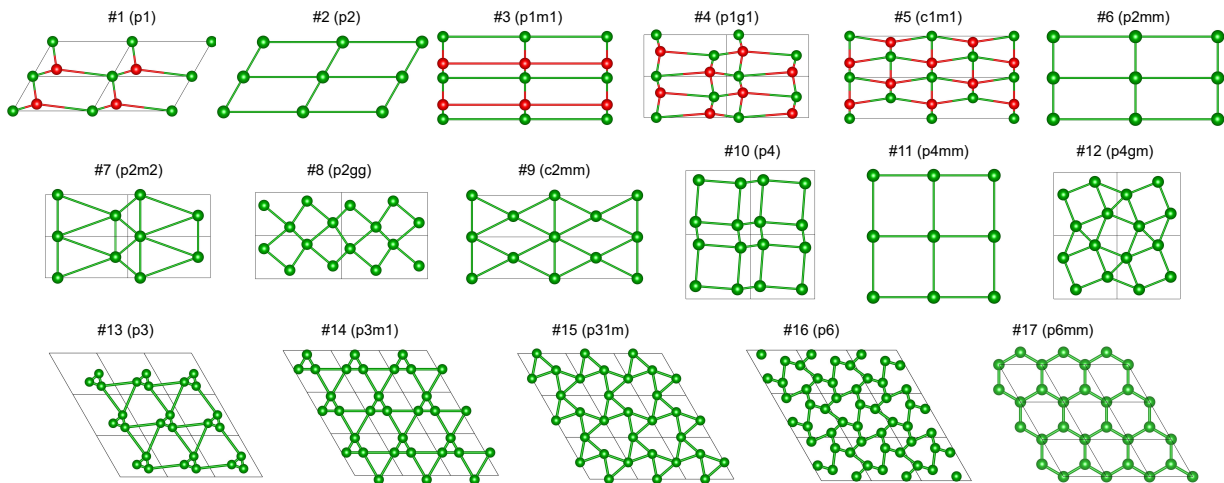 #1 (p1)
#2 (p2)
#3 (p1m1)
#4 (p1g1)
#5 (c1m1)
#6 (p2mm)
#7 (p2m2)
#8 (p2gg)
#9 (c2mm)
#10 (p4)
#11 (p4mm)
#12 (p4gm)
#13 (p3)
#14 (p3m1)
#15 (p31m)
#16 (p6)
#17 (p6mm)